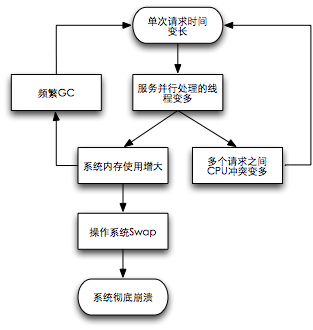 单次请求时间
变长
频繁GC
服务并行处理的线
程变多
系统内存使用增大
多个请求之间
CPU冲突变多
操作系统Swap
系统彻底崩溃